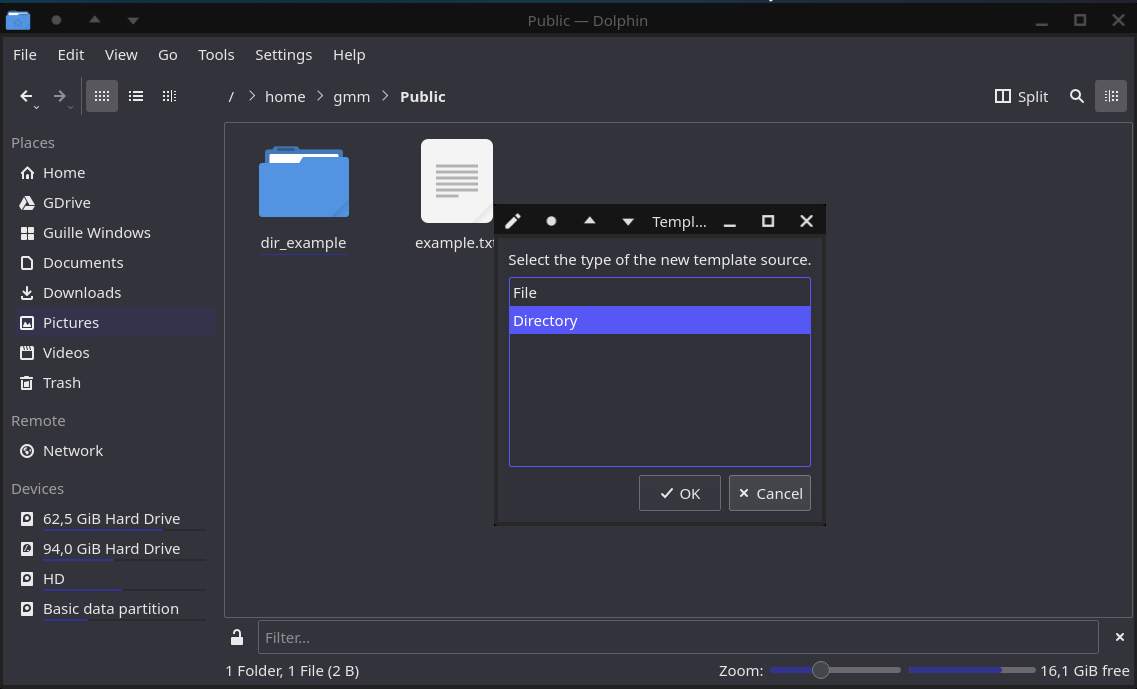 Public — Dolphin
File Edit View Go Tools Settings Help
/ home gmm Public
Split
Places
Home
GDrive
Guille Windows
Documents
Downloads
Pictures
Videos
Trash
Remote
Network
Devices
62,5 GiB Hard Drive
94,0 GiB Hard Drive
HD
Basic data partition
dir_example
example.txt
Templ...
Select the type of the new template source.
File
Directory
OK
Cancel
Filter...
1 Folder, 1 File (2 B)
Zoom:
16,1 GiB free